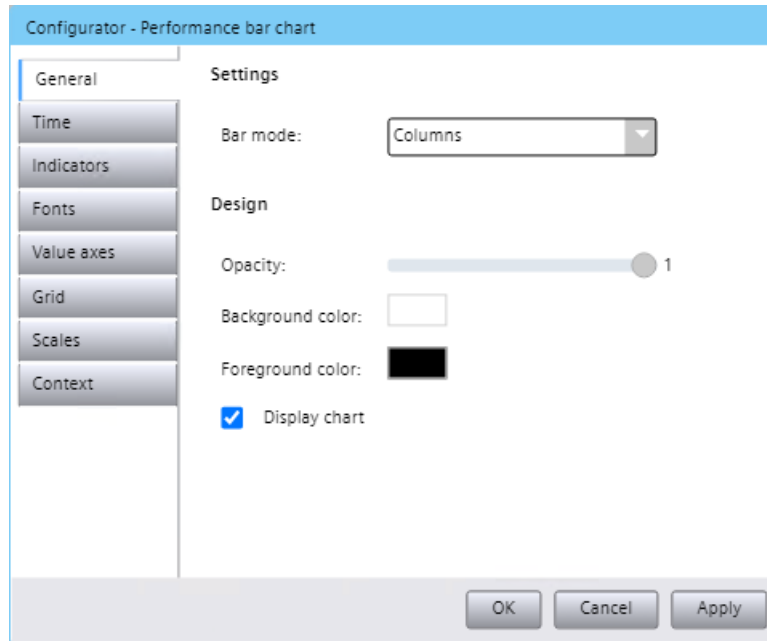 Configurator - Performance bar chart
General
Time
Indicators
Fonts
Value axes
Grid
Scales
Context
Settings
Bar mode: Columns
Design
Opacity: 1
Background color:
Foreground color:
Display chart
OK Cancel Apply